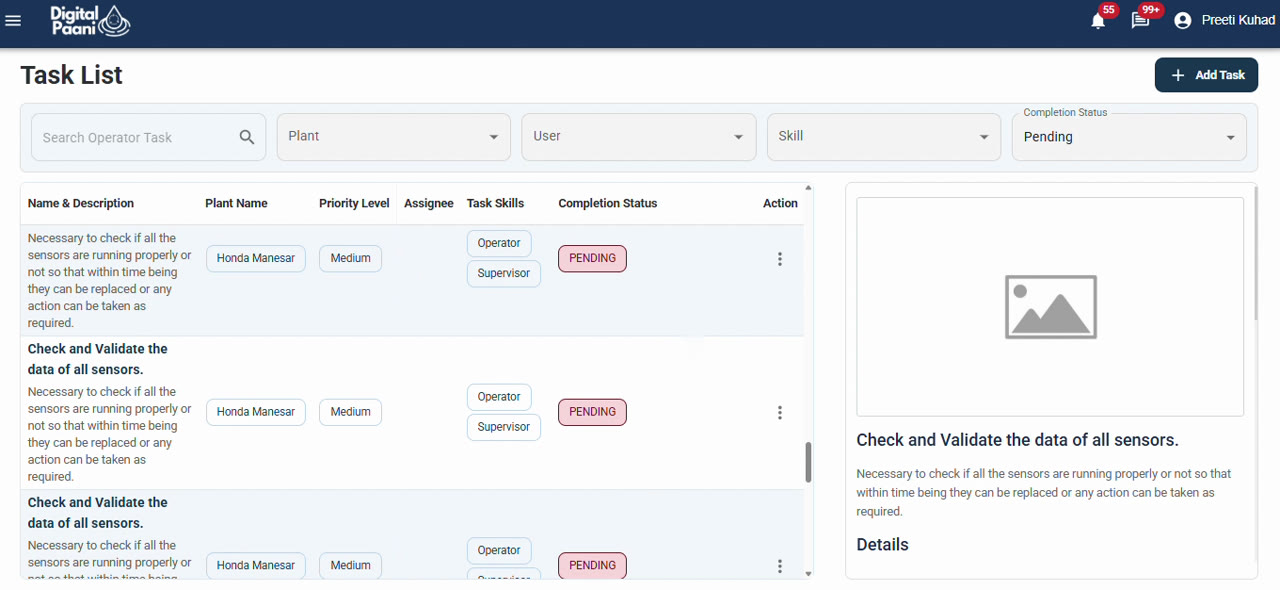 Digital
Paani
55
99+
Preeti Kuhad
Task List
Add Task
Search Operator Task
Plant
User
Skill
Completion Status
Pending
Name & Description
Plant Name
Priority Level
Assignee
Task Skills
Completion Status
Action
Necessary to check if all the
sensors are running properly or
not so that within time being
they can be replaced or any
action can be taken as
required.
Honda Manesar
Medium
Operator
Supervisor
PENDING
Check and Validate the
data of all sensors.
Necessary to check if all the
sensors are running properly or
not so that within time being
they can be replaced or any
action can be taken as
required.
Honda Manesar
Medium
Operator
Supervisor
PENDING
Check and Validate the
data of all sensors.
Necessary to check if all the
sensors are running properly or
not so that within time being
Honda Manesar
Medium
Operator
Supervisor
PENDING
Check and Validate the data of all sensors.
Necessary to check if all the sensors are running properly or not so that
within time being they can be replaced or any action can be taken as
required.
Details